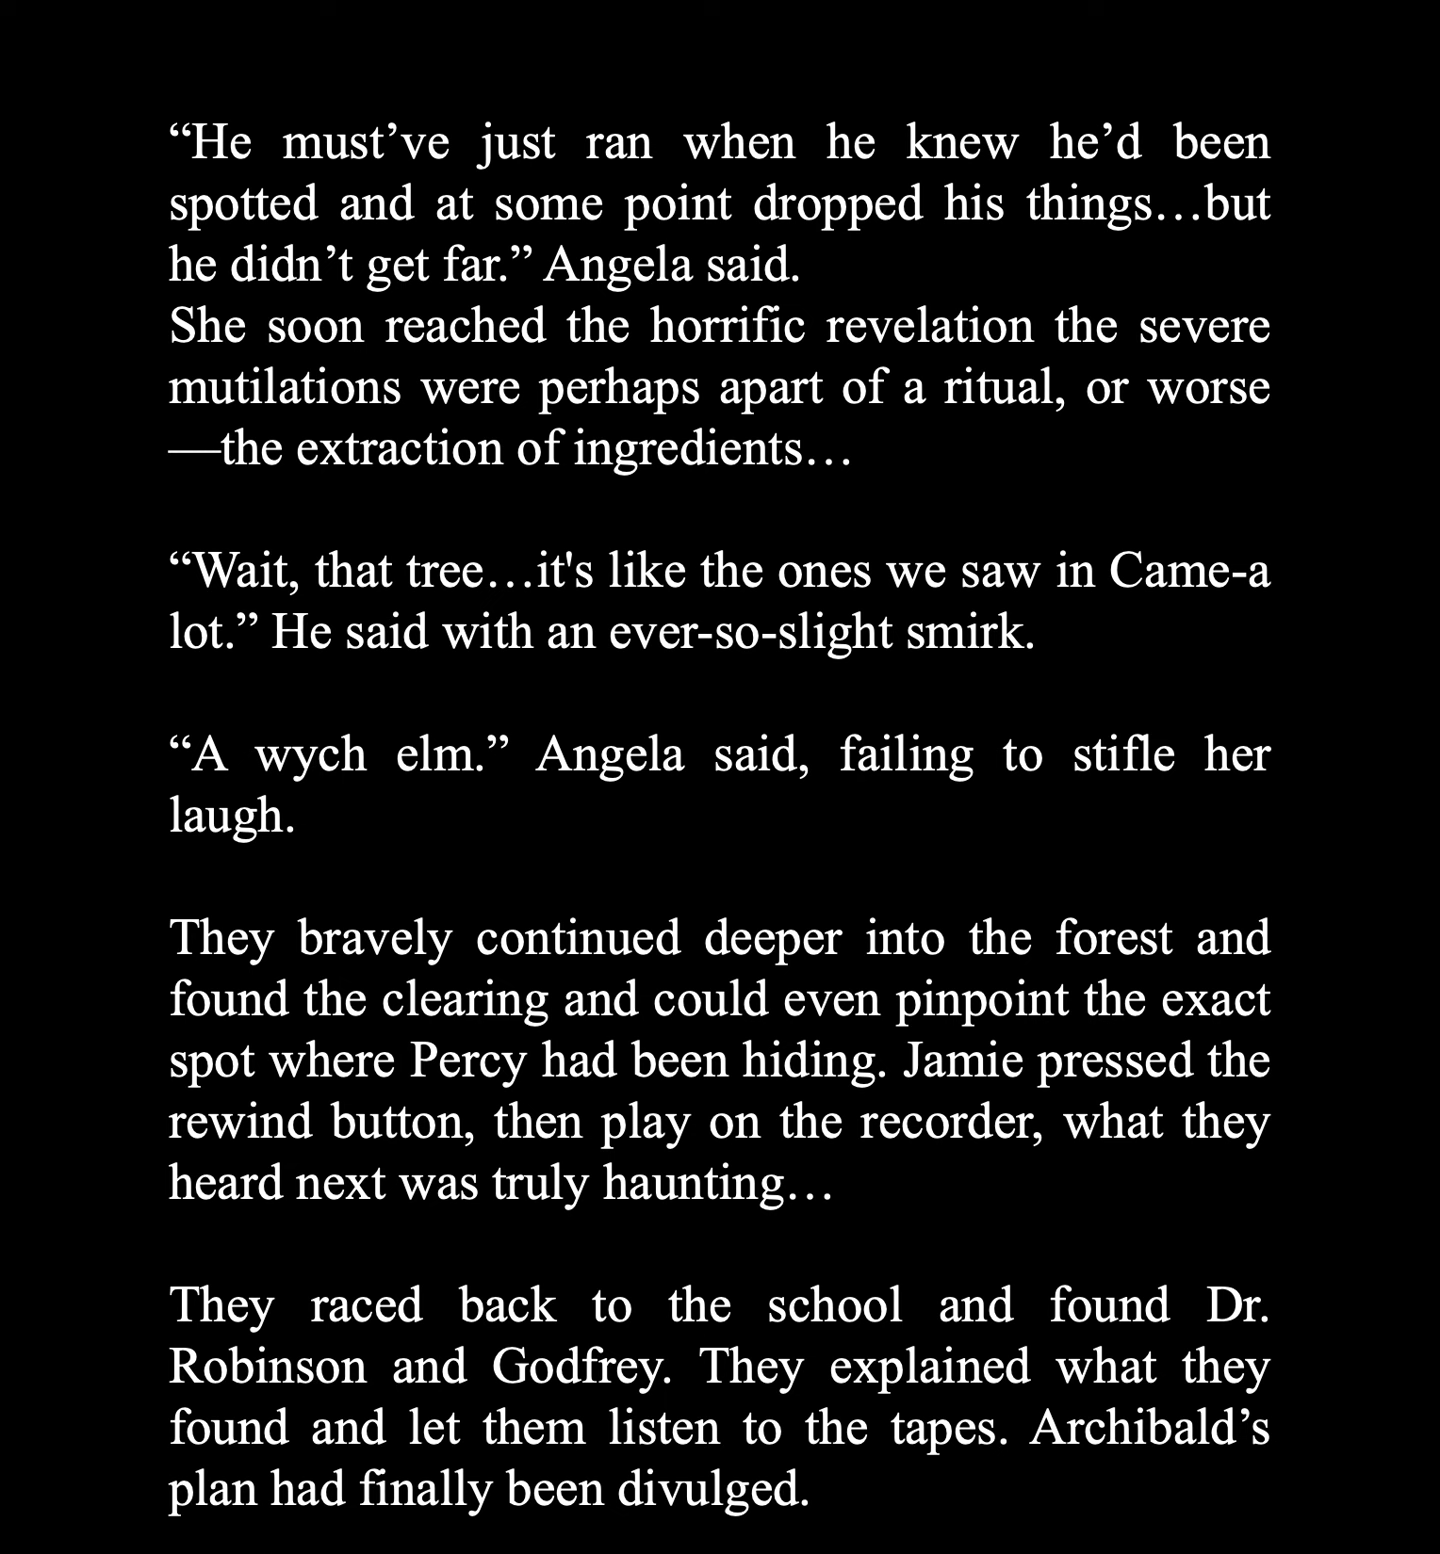 “He must’ve just ran when he knew he’d been
spotted and at some point dropped his things…but
he didn’t get far.” Angela said.
She soon reached the horrific revelation the severe
mutilations were perhaps apart of a ritual, or worse
—the extraction of ingredients…
“Wait, that tree…it's like the ones we saw in Came-a
lot.” He said with an ever-so-slight smirk.
“A wych elm.” Angela said, failing to stifle her
laugh.
They bravely continued deeper into the forest and
found the clearing and could even pinpoint the exact
spot where Percy had been hiding. Jamie pressed the
rewind button, then play on the recorder, what they
heard next was truly haunting…
They raced back to the school and found Dr.
Robinson and Godfrey. They explained what they
found and let them listen to the tapes. Archibald’s
plan had finally been divulged.